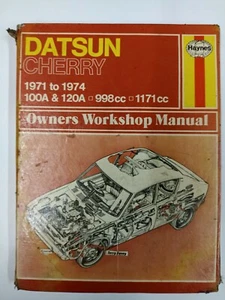 DATSUN
Haynes
CHERRY
1971 to 1974
100A & 120A □ 998cc □ 1171cc
Owners Workshop Manual